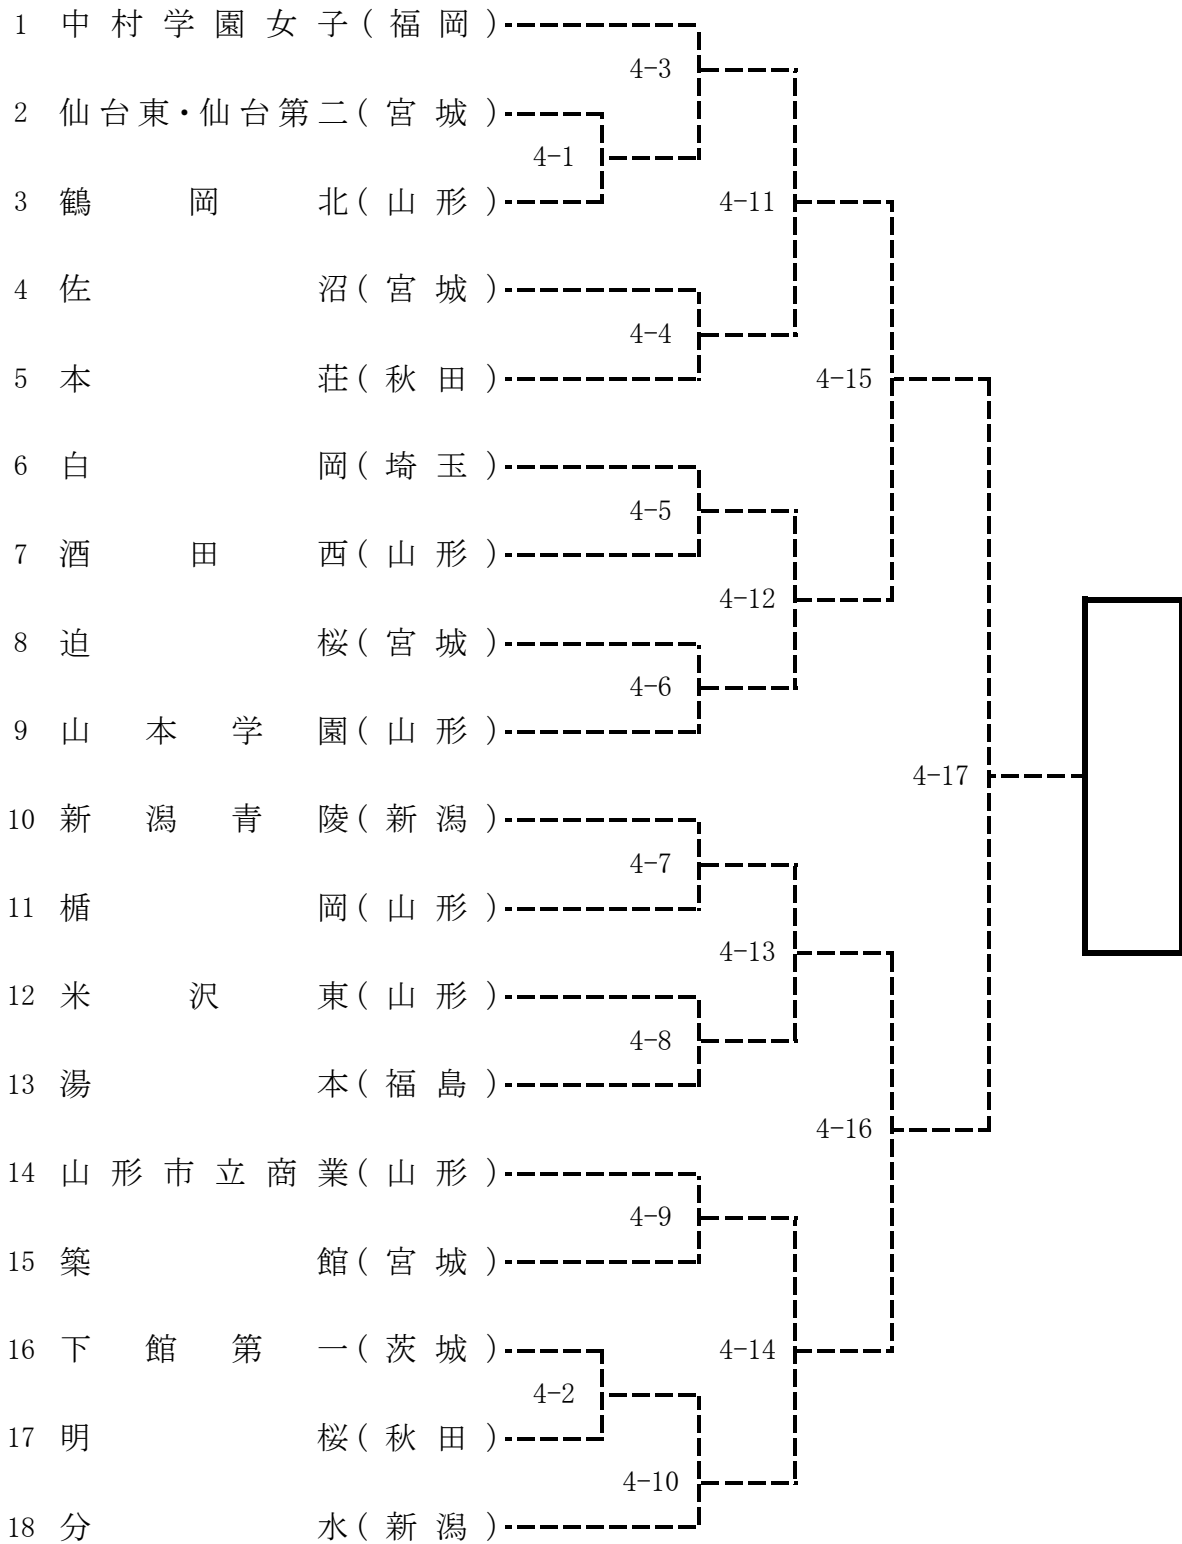 1 中村学園女子(福岡)
4-3
2 仙台東・仙台第二(宮城)
4-1
3 鶴岡北(山形)
4-11
4 佐沼(宮城)
4-4
5 本荘(秋田)
4-15
6 白岡(埼玉)
4-5
7 酒田西(山形)
4-12
8 迫桜(宮城)
4-6
9 山本学園(山形)
4-17
10 新潟青陵(新潟)
4-7
11 楯岡(山形)
4-13
12 米沢東(山形)
4-8
13 湯本(福島)
4-16
14 山形市立商業(山形)
4-9
15 築館(宮城)
16 下館第一(茨城)
4-14
4-2
17 明桜(秋田)
4-10
18 分水(新潟)